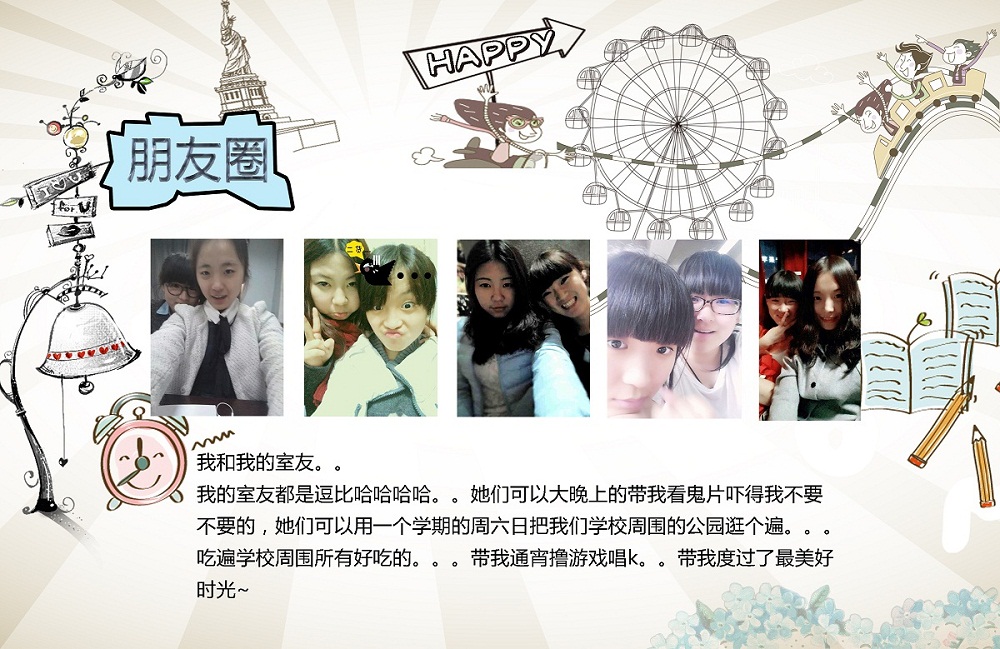 HAPPY
朋友圈
I ♥ U
for U
我和我的室友。。
我的室友都是逗比哈哈哈哈。。她们可以大晚上的带我看鬼片吓得我不要
不要的，她们可以用一个学期的周六日把我们学校周围的公园逛个遍。。。
吃遍学校周围所有好吃的。。。带我通宵撸游戏唱k。。带我度过了最美好
时光~